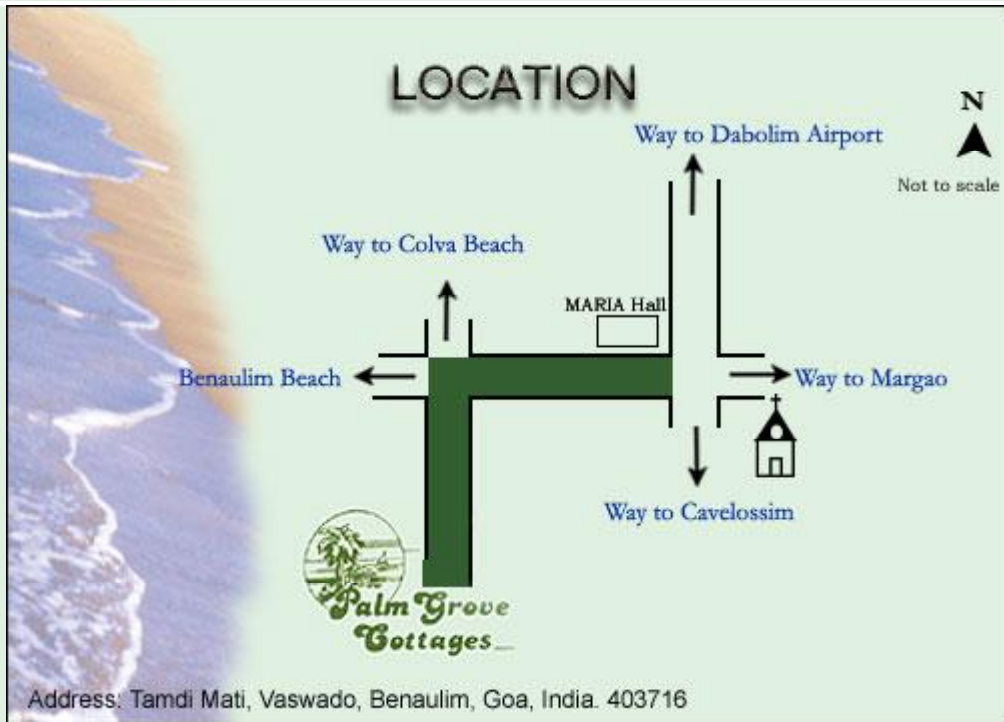 LOCATION
N
Way to Dabolim Airport
Not to scale
Way to Colva Beach
MARIA Hall
Benaulim Beach
Way to Margao
Way to Cavelossim
Palm Grove
Cottages
Address: Tamdi Mati, Vaswado, Benaulim, Goa, India. 403716